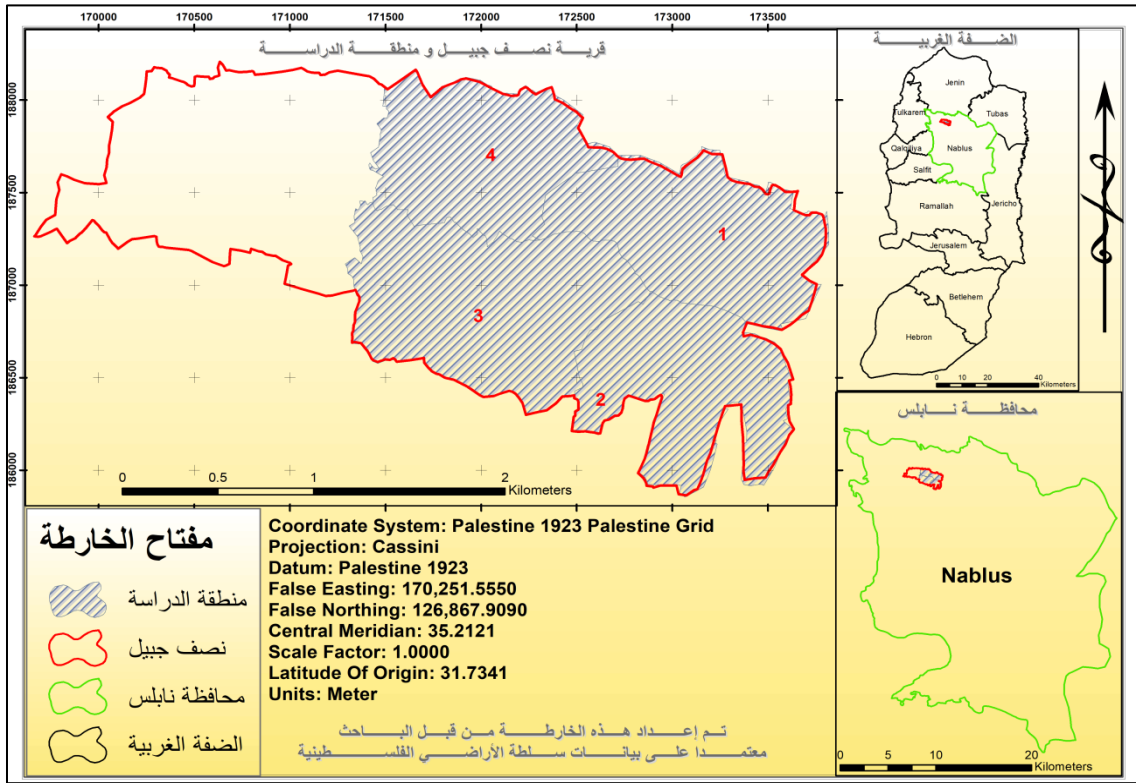 170000 170500 171000 171500 172000 172500 173000 173500
قرية نصف جبيل و منطقة الدراسة
188000
187500
187000
186500
186000
4
1
3
2
0 0.5 1 2
Kilometers
الضفة الغربية
Jenin
Tulkarem
Tubas
Qalqiliya
Nablus
Salfit
Ramallah
Jericho
Jerusalem
Betlehem
Hebron
0 10 20 40
Kilometers
محافظة نابلس
Nablus
0 5 10 20
Kilometers
مفتاح الخارطة
منطقة الدراسة
نصف جبيل
محافظة نابلس
الضفة الغربية
Coordinate System: Palestine 1923 Palestine Grid
Projection: Cassini
Datum: Palestine 1923
False Easting: 170,251.5550
False Northing: 126,867.9090
Central Meridian: 35.2121
Scale Factor: 1.0000
Latitude Of Origin: 31.7341
Units: Meter
تم إعداد هذه الخارطة من قبل الباحث
معتمدا على بيانات سلطة الأراضي الفلسطينية